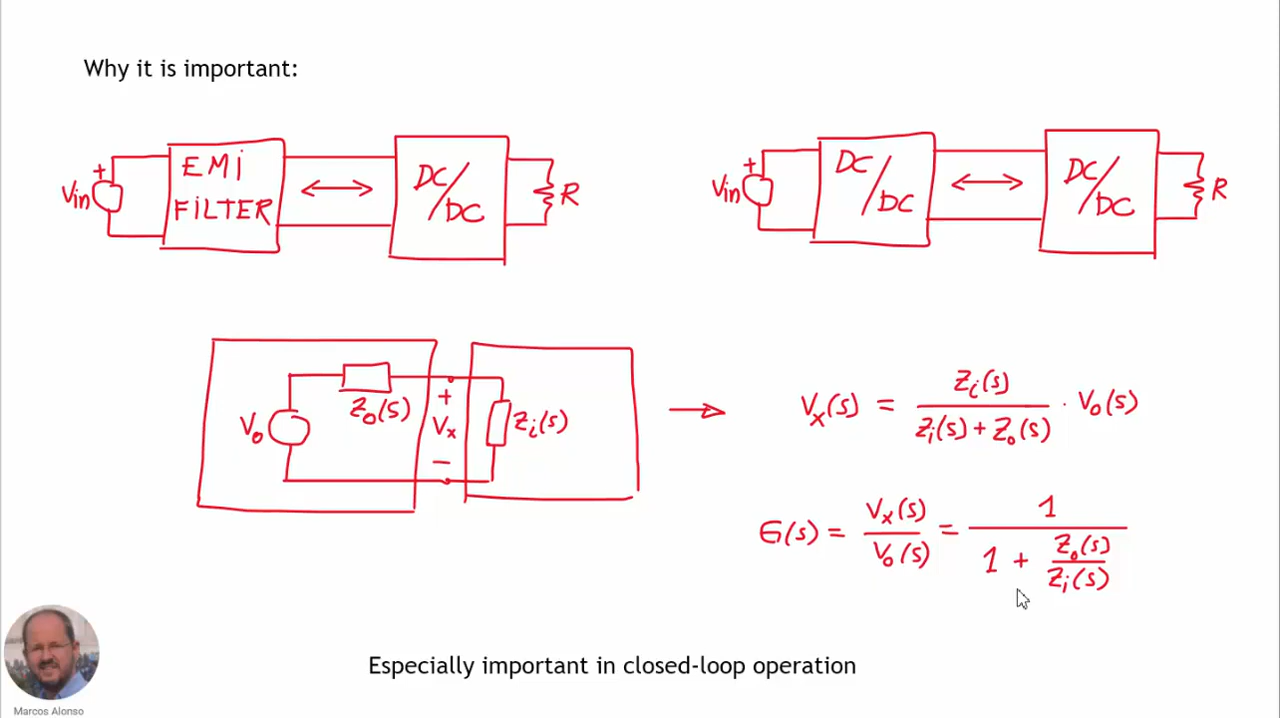 Why it is important:
EMI
FILTER
+
Vin
DC/
DC
R
DC/
DC
+
Vin
DC/
DC
R
Vo
Zo(s)
+
Vx
−
Zi(s)
Vx(s) = Zi(s) / (Zi(s) + Zo(s)) · Vo(s)
G(s) = Vx(s) / Vo(s) = 1 / (1 + Zo(s) / Zi(s))
Especially important in closed-loop operation
Marcos Alonso